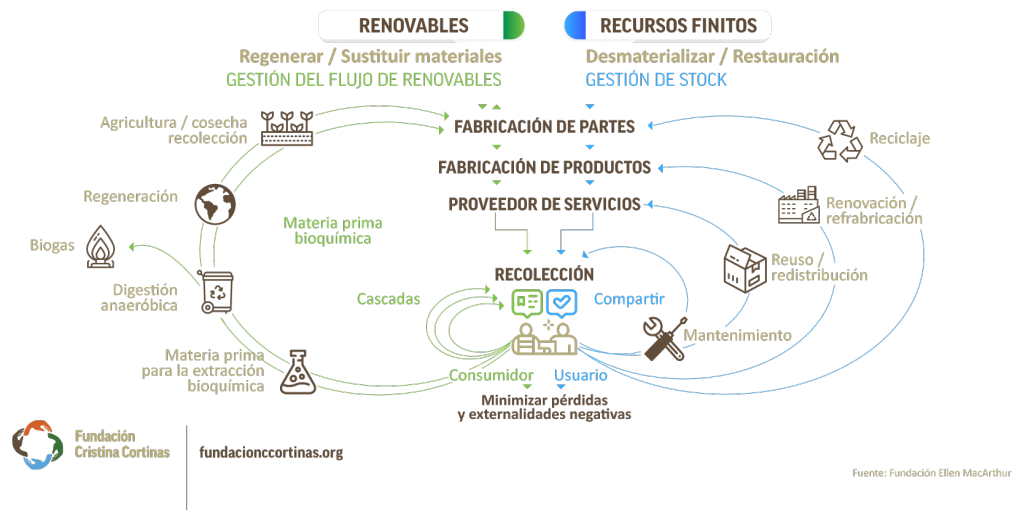 RENOVABLES
RECURSOS FINITOS
Regenerar / Sustituir materiales
Desmaterializar / Restauración
GESTIÓN DEL FLUJO DE RENOVABLES
GESTIÓN DE STOCK
Agricultura / cosecha
recolección
FABRICACIÓN DE PARTES
Reciclaje
FABRICACIÓN DE PRODUCTOS
Regeneración
PROVEEDOR DE SERVICIOS
Renovación /
refrabricación
Materia prima
bioquímica
Biogas
Reuso /
redistribución
RECOLECCIÓN
Digestión
anaeróbica
Cascadas
Compartir
Mantenimiento
Materia prima
para la extracción
bioquímica
Consumidor
Usuario
Minimizar pérdidas
y externalidades negativas
Fundación
Cristina Cortinas
fundacionccortinas.org
Fuente: Fundación Ellen MacArthur